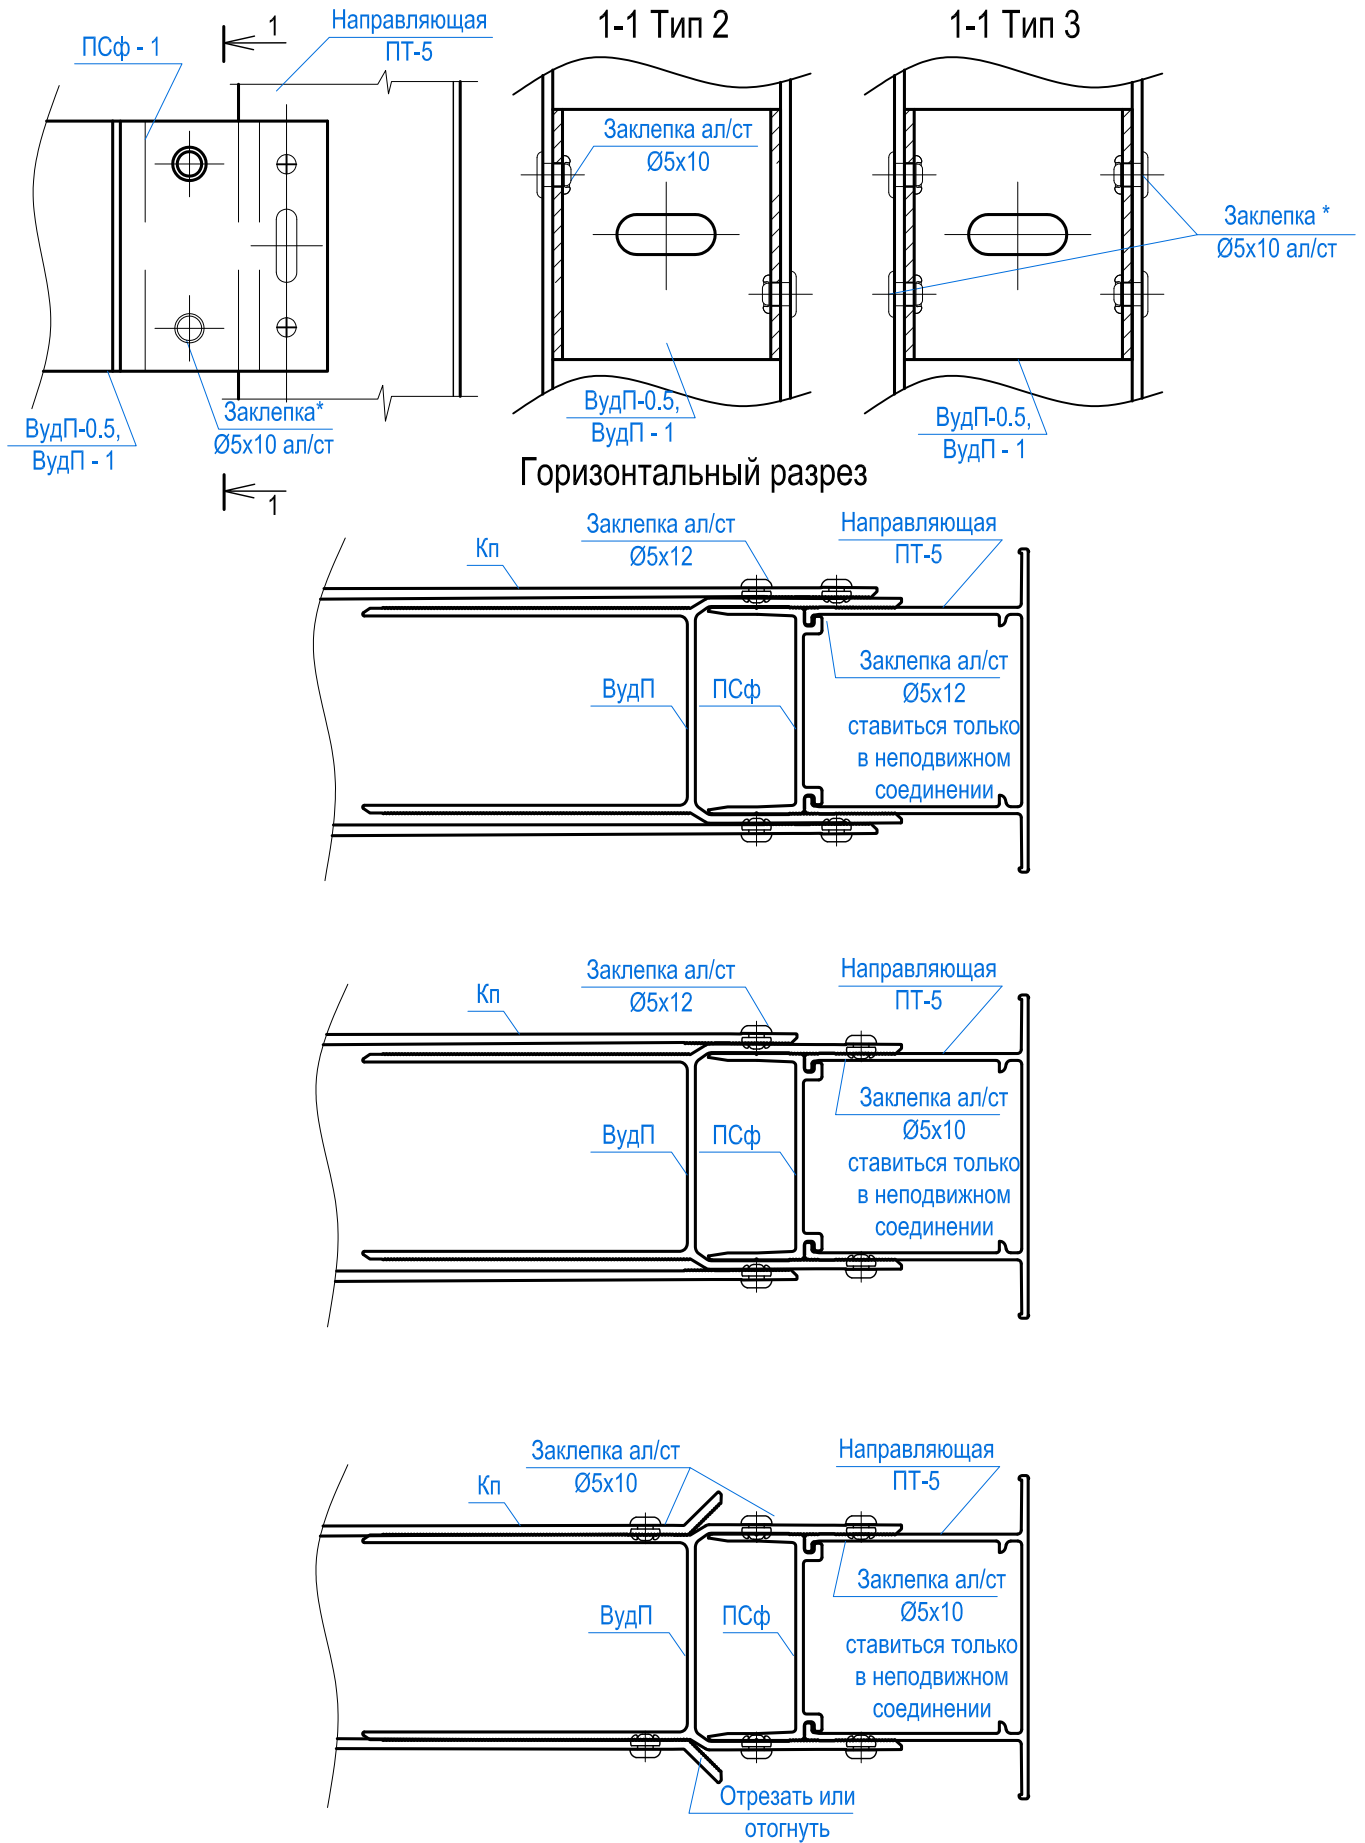 1
Направляющая
ПТ-5
ПСф - 1
1-1 Тип 2
1-1 Тип 3
Заклепка ал/ст
Ø5x10
Заклепка *
Ø5x10 ал/ст
Заклепка*
Ø5x10 ал/ст
ВудП-0.5,
ВудП - 1
ВудП-0.5,
ВудП - 1
ВудП-0.5,
ВудП - 1
1
Горизонтальный разрез
Кп
Заклепка ал/ст
Ø5x12
Направляющая
ПТ-5
ВудП
ПСф
Заклепка ал/ст
Ø5x12
ставиться только
в неподвижном
соединении
Кп
Заклепка ал/ст
Ø5x12
Направляющая
ПТ-5
ВудП
ПСф
Заклепка ал/ст
Ø5x10
ставиться только
в неподвижном
соединении
Кп
Заклепка ал/ст
Ø5x10
Направляющая
ПТ-5
ВудП
ПСф
Заклепка ал/ст
Ø5x10
ставиться только
в неподвижном
соединении
Отрезать или
отогнуть